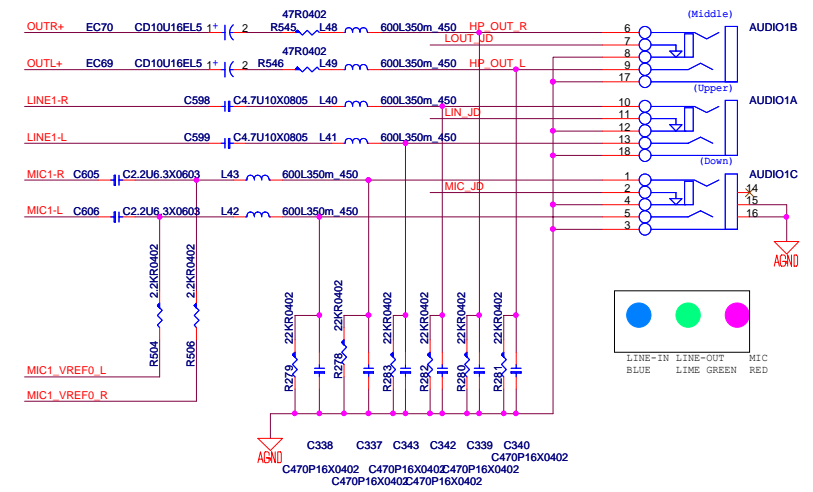 (Middle)
47R0402
OUTR+ EC70 CD10U16EL5 1 + 2 R545 L48 600L350m_450 HP_OUT_R 6 AUDIO1B
LOUT_JD 7
8
47R0402
OUTL+ EC69 CD10U16EL5 1 + 2 R546 L49 600L350m_450 HP_OUT_L 9
17
(Upper)
LINE1-R C598 C4.7U10X0805 L40 600L350m_450 10 AUDIO1A
LIN_JD 11
12
LINE1-L C599 C4.7U10X0805 L41 600L350m_450 13
18
(Down)
MIC1-R C605 C2.2U6.3X0603 L43 600L350m_450 1 AUDIO1C
MIC_JD 2 14
4 15
MIC1-L C606 C2.2U6.3X0603 L42 600L350m_450 5 16
3
AGND
2.2KR0402 2.2KR0402
R504 R506
22KR0402 22KR0402 22KR0402 22KR0402 22KR0402 22KR0402
R279 R278 R283 R282 R280 R281
LINE-IN LINE-OUT MIC
BLUE LIME GREEN RED
MIC1_VREF0_L
MIC1_VREF0_R
AGND
C338 C337 C343 C342 C339 C340
C470P16X0402
C470P16X0402 C470P16X0402 C470P16X0402
C470P16X0402 C470P16X0402